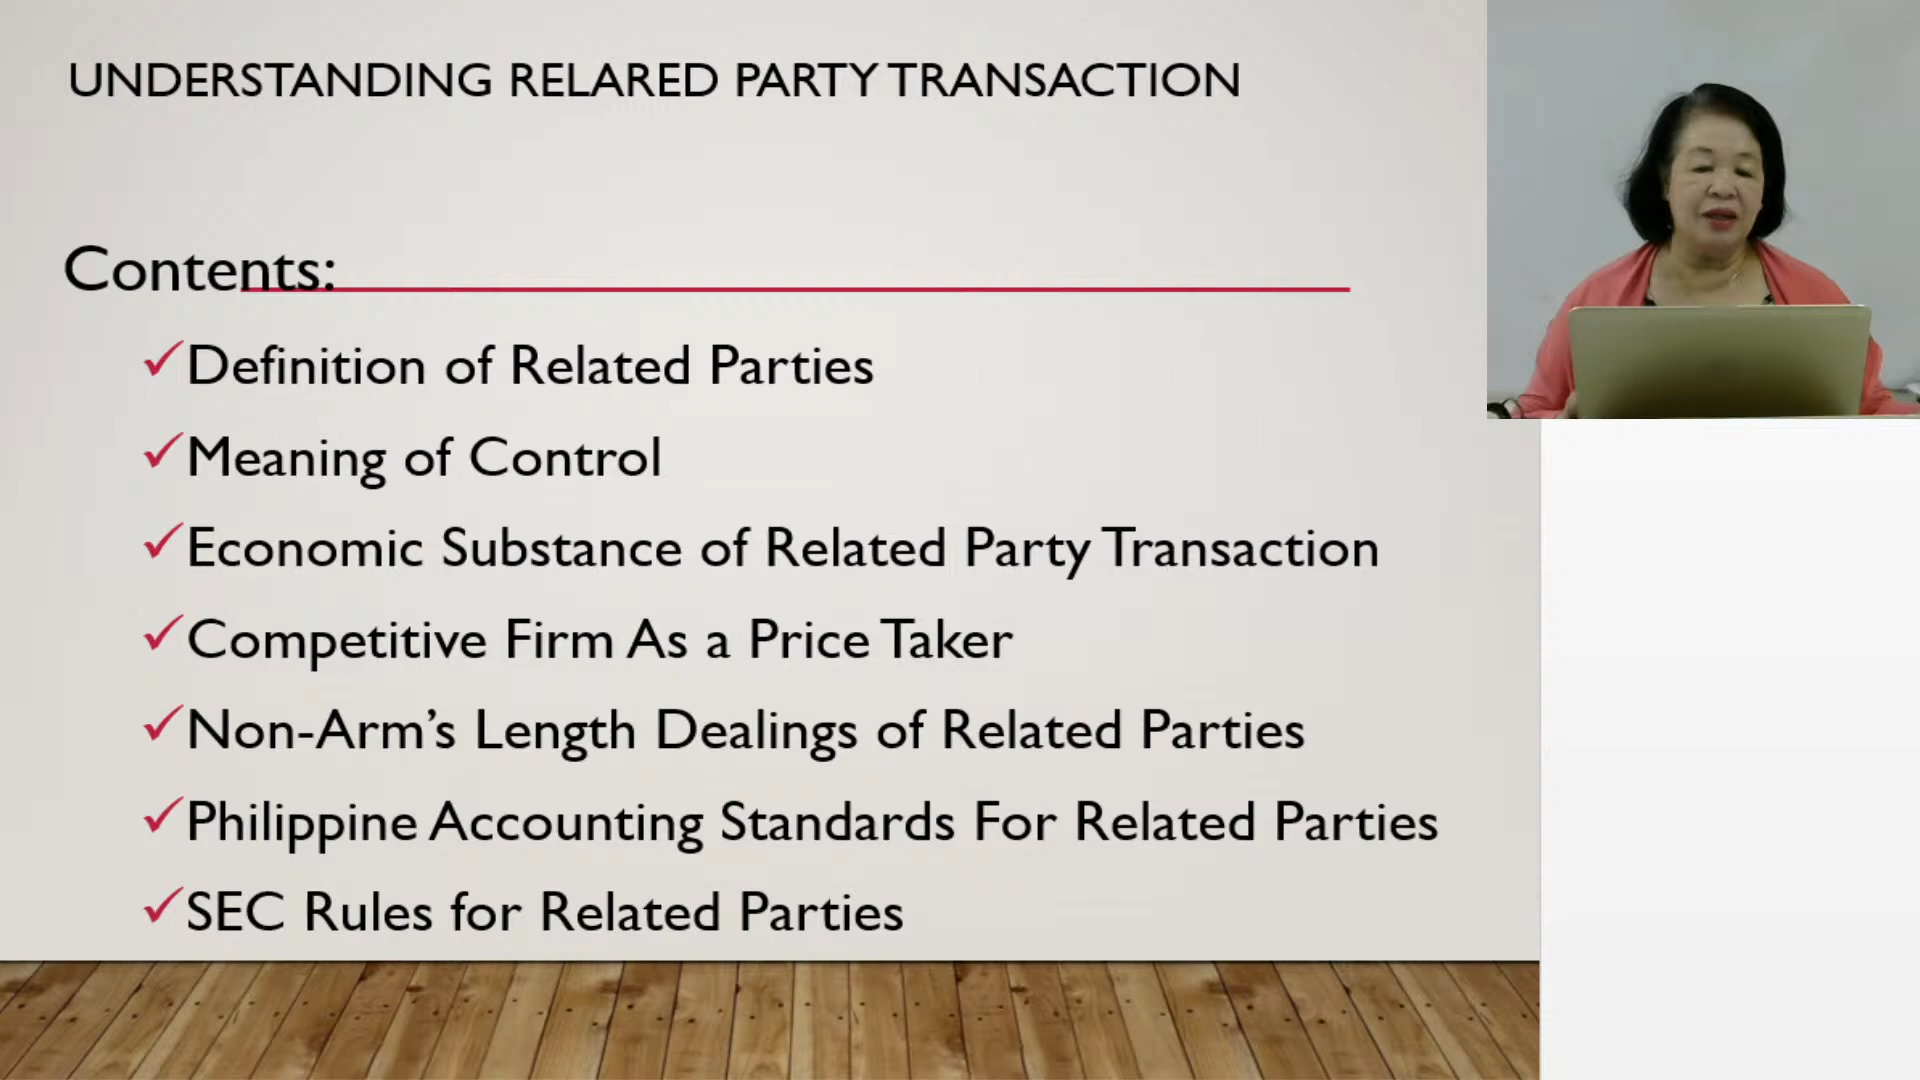 UNDERSTANDING RELARED PARTY TRANSACTION
Contents:
✓Definition of Related Parties
✓Meaning of Control
✓Economic Substance of Related Party Transaction
✓Competitive Firm As a Price Taker
✓Non-Arm’s Length Dealings of Related Parties
✓Philippine Accounting Standards For Related Parties
✓SEC Rules for Related Parties